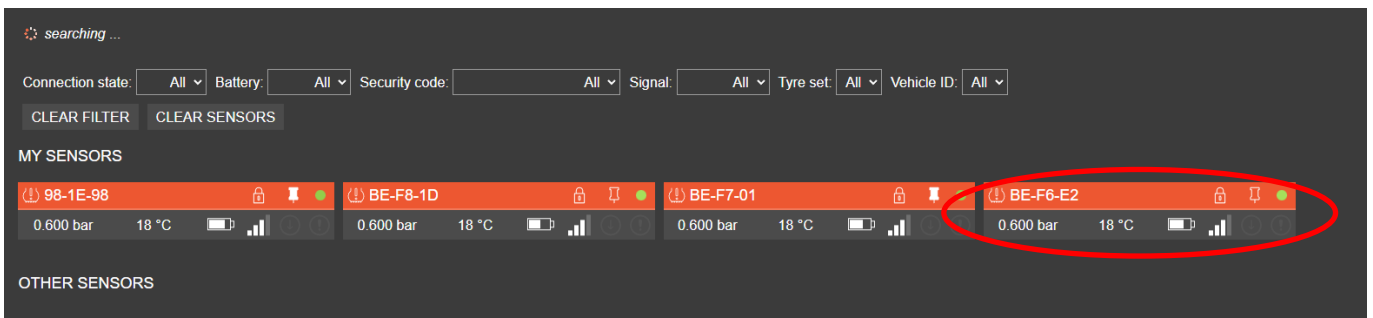 searching ...
Connection state: All Battery: All Security code: All Signal: All Tyre set: All Vehicle ID: All
CLEAR FILTER CLEAR SENSORS
MY SENSORS
98-1E-98 BE-F8-1D BE-F7-01 BE-F6-E2
0.600 bar 18 °C 0.600 bar 18 °C 0.600 bar 18 °C 0.600 bar 18 °C
OTHER SENSORS